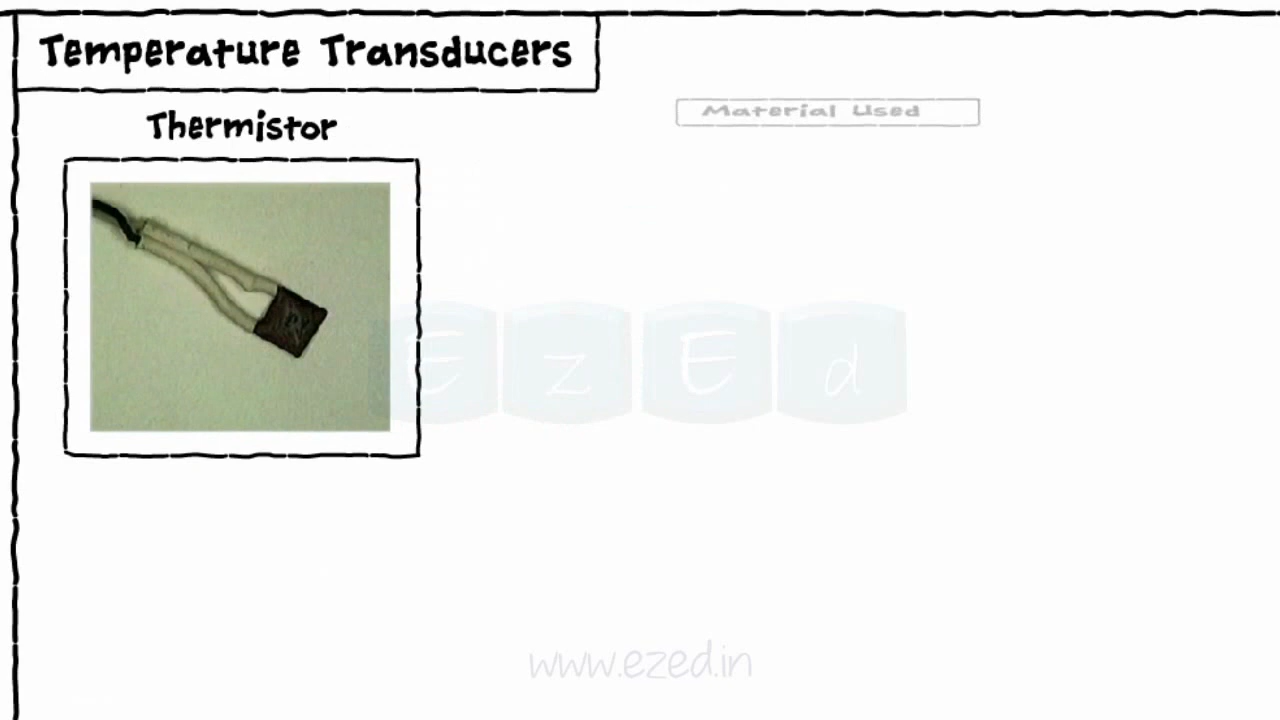 Temperature Transducers
Thermistor
Material Used
EzEd
www.ezed.in